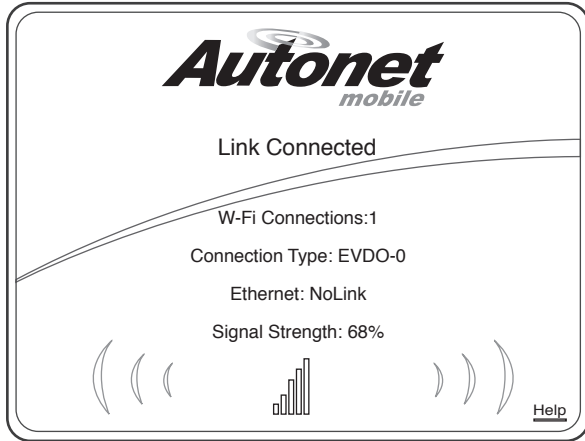 Autonet
mobile
Link Connected
W-Fi Connections:1
Connection Type: EVDO-0
Ethernet: NoLink
Signal Strength: 68%
Help